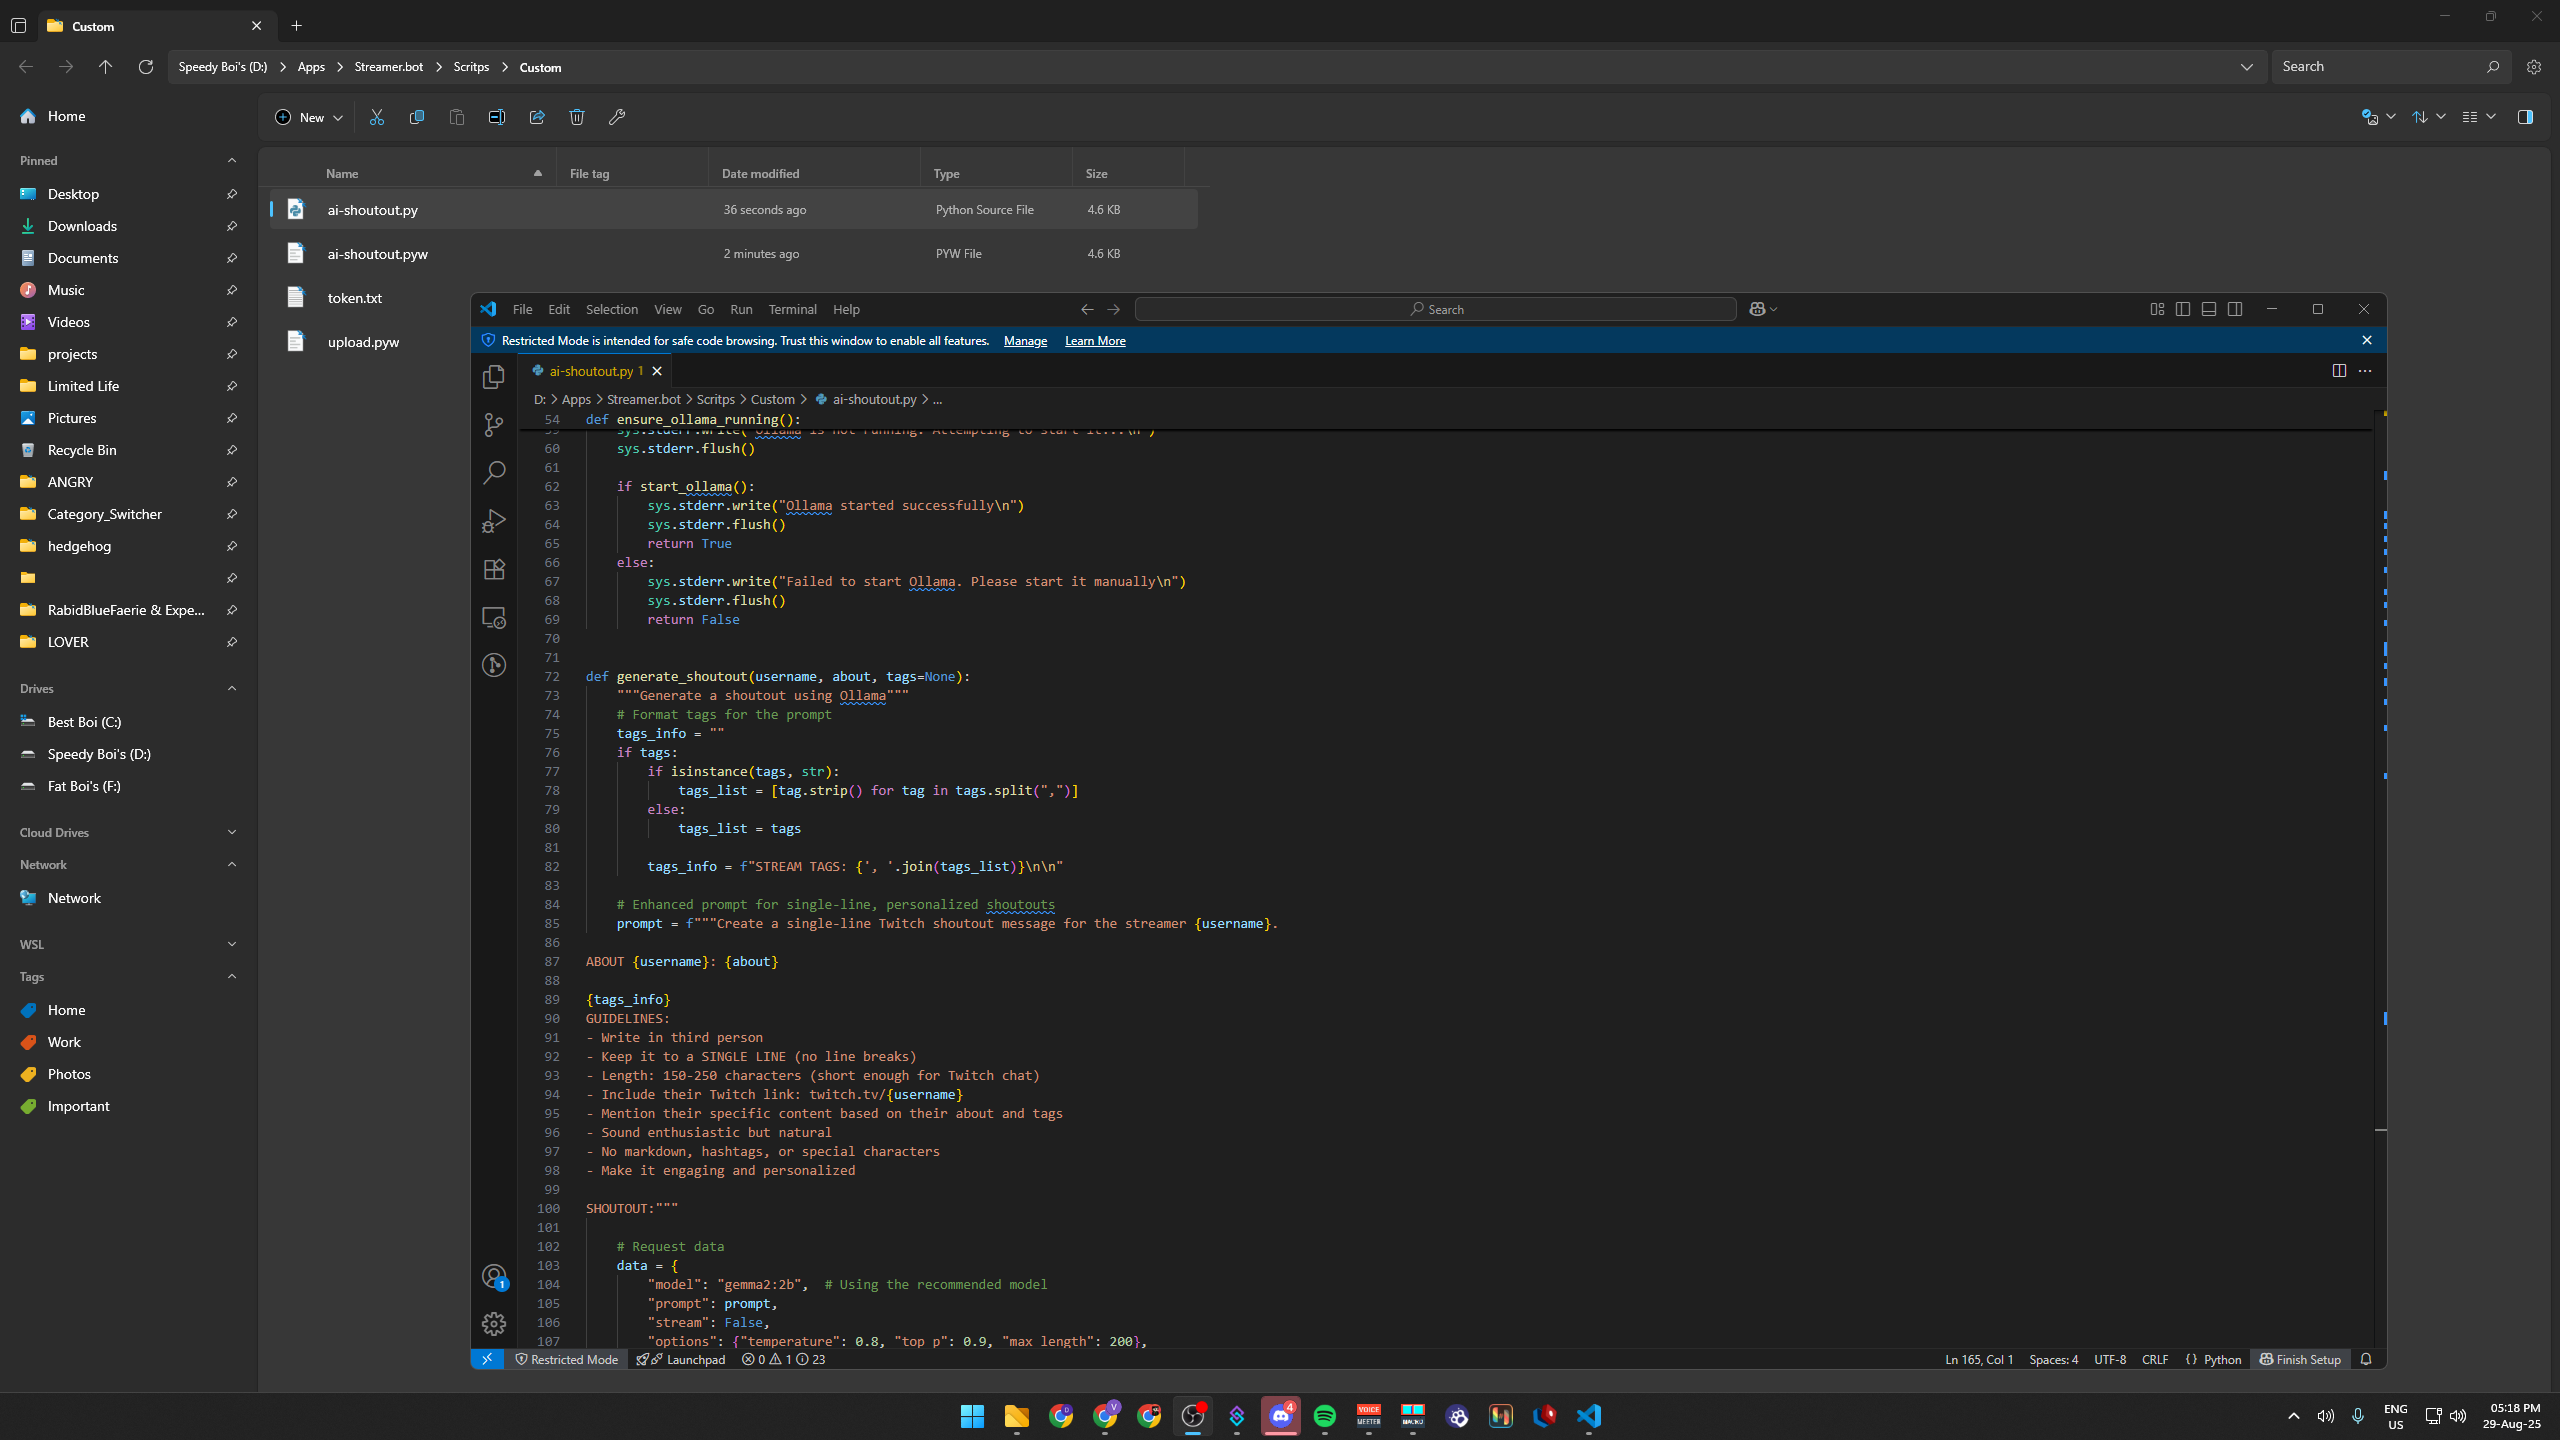 Custom
Speedy Boi's (D:) Apps Streamer.bot Scritps Custom
Search
Home
New
Pinned
Desktop
Downloads
Documents
Music
Videos
projects
Limited Life
Pictures
Recycle Bin
ANGRY
Category_Switcher
hedgehog
RabidBlueFaerie & Expe...
LOVER
Drives
Best Boi (C:)
Speedy Boi's (D:)
Fat Boi's (F:)
Cloud Drives
Network
Network
WSL
Tags
Home
Work
Photos
Important
Name File tag Date modified Type Size
ai-shoutout.py 36 seconds ago Python Source File 4.6 KB
ai-shoutout.pyw 2 minutes ago PYW File 4.6 KB
token.txt
upload.pyw
File Edit Selection View Go Run Terminal Help
Search
Restricted Mode is intended for safe code browsing. Trust this window to enable all features. Manage Learn More
ai-shoutout.py 1
D: > Apps > Streamer.bot > Scritps > Custom > ai-shoutout.py > ...
54 def ensure_ollama_running():
59 sys.stderr.write("Ollama is not running. Attempting to start it...\n")
60 sys.stderr.flush()
61
62 if start_ollama():
63 sys.stderr.write("Ollama started successfully\n")
64 sys.stderr.flush()
65 return True
66 else:
67 sys.stderr.write("Failed to start Ollama. Please start it manually\n")
68 sys.stderr.flush()
69 return False
70
71
72 def generate_shoutout(username, about, tags=None):
73 """Generate a shoutout using Ollama"""
74 # Format tags for the prompt
75 tags_info = ""
76 if tags:
77 if isinstance(tags, str):
78 tags_list = [tag.strip() for tag in tags.split(",")]
79 else:
80 tags_list = tags
81
82 tags_info = f"STREAM TAGS: {', '.join(tags_list)}\n\n"
83
84 # Enhanced prompt for single-line, personalized shoutouts
85 prompt = f"""Create a single-line Twitch shoutout message for the streamer {username}.
86
87 ABOUT {username}: {about}
88
89 {tags_info}
90 GUIDELINES:
91 - Write in third person
92 - Keep it to a SINGLE LINE (no line breaks)
93 - Length: 150-250 characters (short enough for Twitch chat)
94 - Include their Twitch link: twitch.tv/{username}
95 - Mention their specific content based on their about and tags
96 - Sound enthusiastic but natural
97 - No markdown, hashtags, or special characters
98 - Make it engaging and personalized
99
100 SHOUTOUT:"""
101
102 # Request data
103 data = {
104 "model": "gemma2:2b", # Using the recommended model
105 "prompt": prompt,
106 "stream": False,
107 "options": {"temperature": 0.8, "top_p": 0.9, "max_length": 200},
1
Restricted Mode Launchpad 0 1 23
Ln 165, Col 1 Spaces: 4 UTF-8 CRLF {} Python Finish Setup
D
V
4
VOICE
MEETER
ENG
US
05:18 PM
29-Aug-25